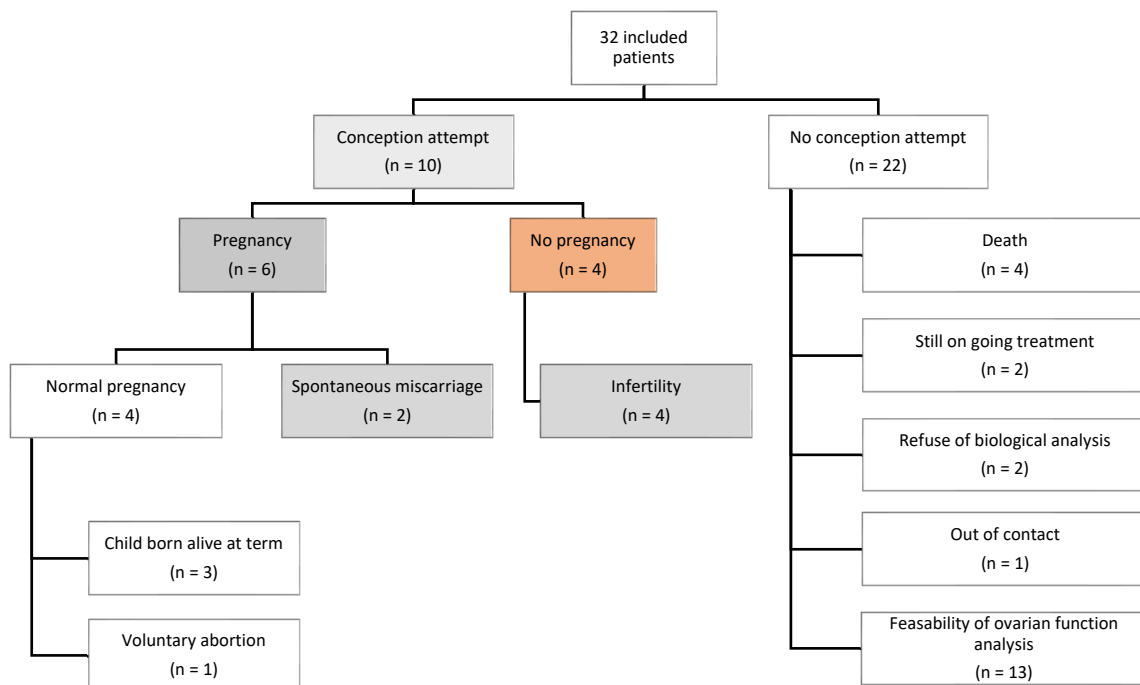 32 included
patients
Conception attempt
(n = 10)
No conception attempt
(n = 22)
Pregnancy
(n = 6)
No pregnancy
(n = 4)
Death
(n = 4)
Still on going treatment
(n = 2)
Normal pregnancy
(n = 4)
Spontaneous miscarriage
(n = 2)
Infertility
(n = 4)
Refuse of biological analysis
(n = 2)
Child born alive at term
(n = 3)
Out of contact
(n = 1)
Voluntary abortion
(n = 1)
Feasability of ovarian function
analysis
(n = 13)